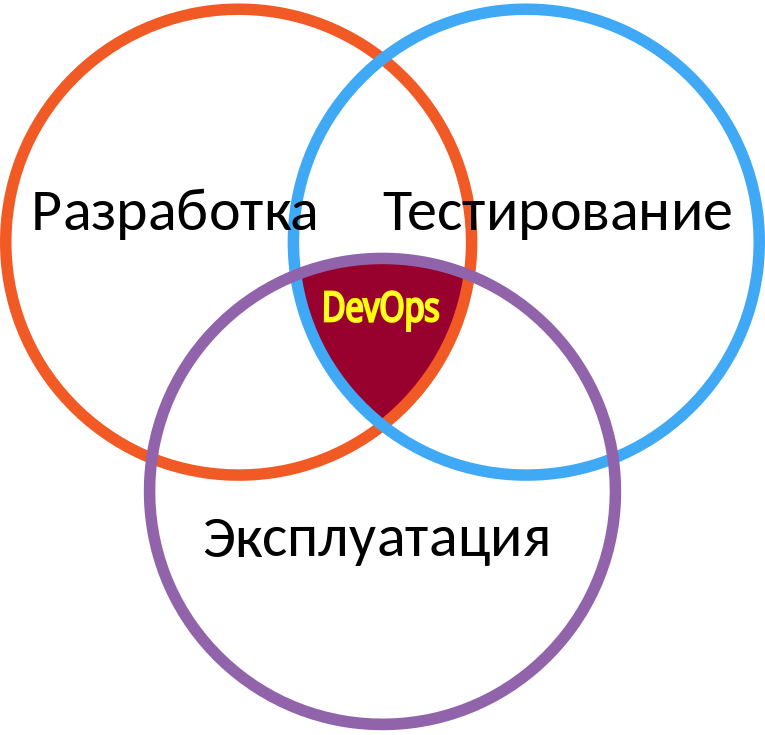 Разработка
Тестирование
DevOps
Эксплуатация